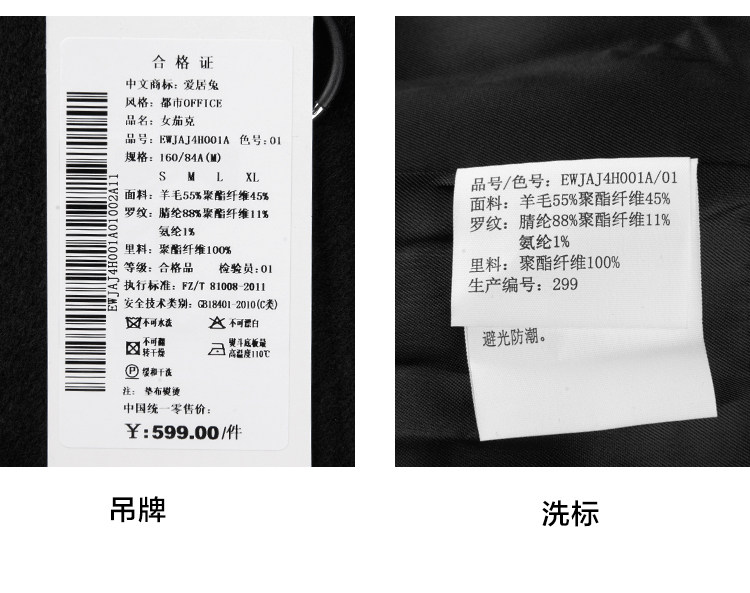 合格证
中文商标：爱居兔
风格：都市OFFICE
品名：女茄克
品号：EWJAJ4H001A 色号：01
规格：160/84A(M)
S M L XL
面料：羊毛55%聚酯纤维45%
罗纹：腈纶88%聚酯纤维11%
氨纶1%
里料：聚酯纤维100%
等级：合格品 检验员：01
执行标准：FZ/T 81008-2011
安全技术类别：GB18401-2010(C类)
不可水洗 不可漂白
不可翻转干燥 熨斗底板最高温度110℃
P 缓和干洗
注：垫布熨烫
中国统一零售价：
¥:599.00/件
EWJAJ4H001A01002A11
品号/色号：EWJAJ4H001A/01
面料：羊毛55%聚酯纤维45%
罗纹：腈纶88%聚酯纤维11%
氨纶1%
里料：聚酯纤维100%
生产编号：299
避光防潮。
吊牌
洗标